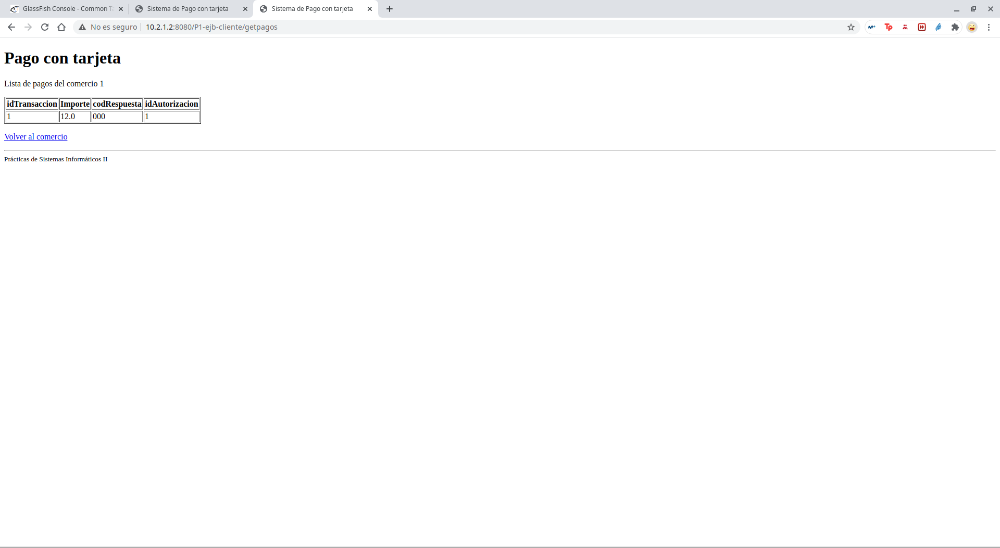 GlassFish Console - Common Ta
Sistema de Pago con tarjeta
Sistema de Pago con tarjeta
No es seguro
10.2.1.2:8080/P1-ejb-cliente/getpagos
Pago con tarjeta
Lista de pagos del comercio 1
idTransaccion Importe codRespuesta idAutorizacion
1 12.0 000 1
Volver al comercio
Prácticas de Sistemas Informáticos II